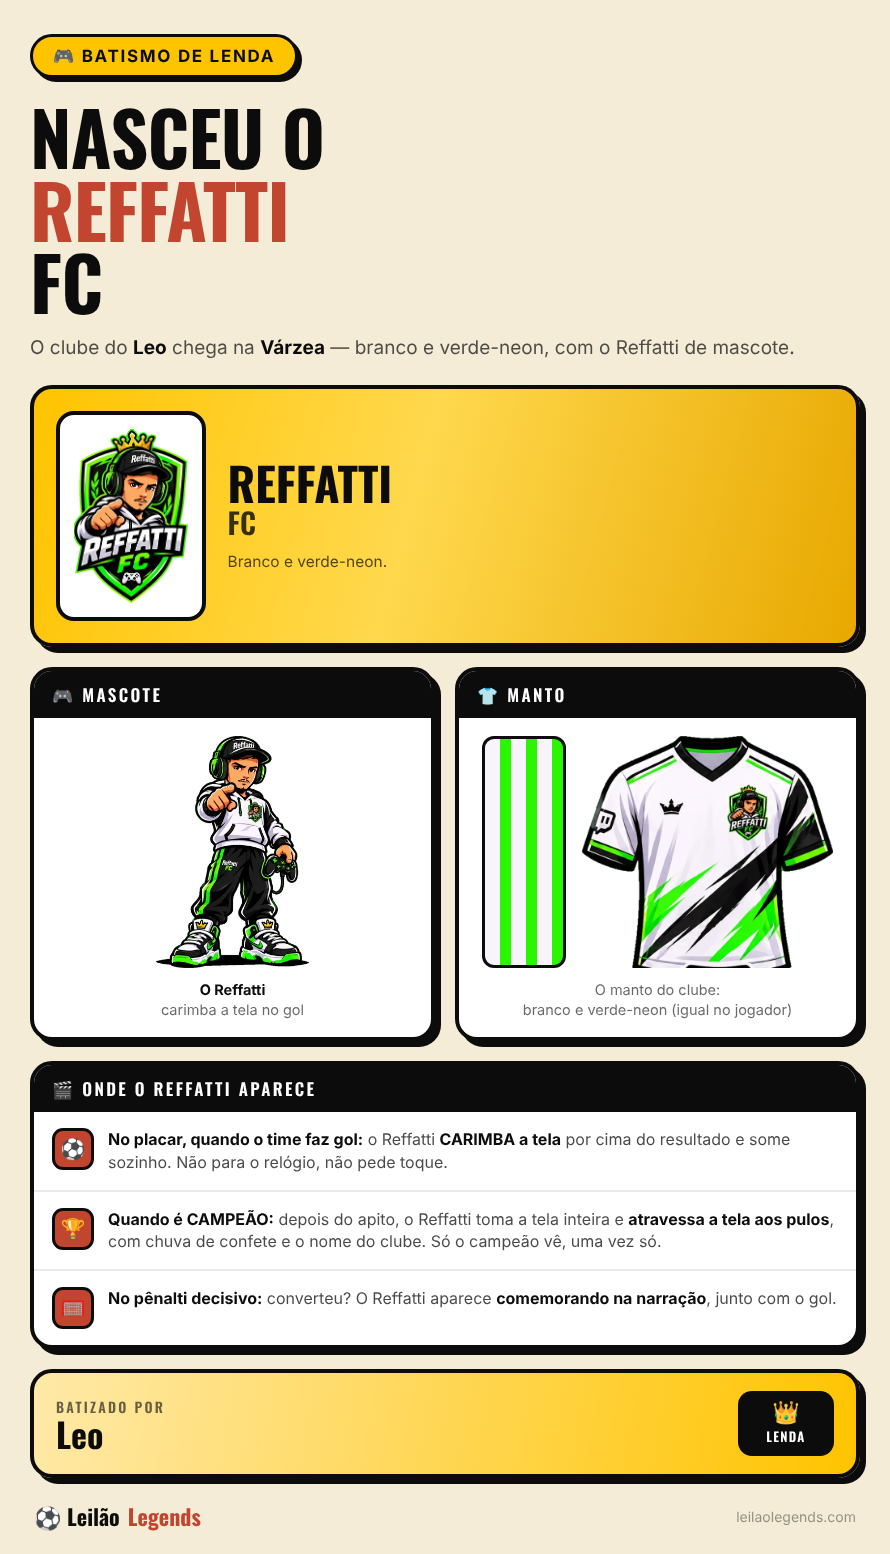 🎮 BATISMO DE LENDA
NASCEU O
REFFATTI
FC
O clube do Leo chega na Várzea — branco e verde-neon, com o Reffatti de mascote.
Reffatti
REFFATTI
FC
REFFATTI
FC
Branco e verde-neon.
🎮 MASCOTE
Reffatti
FC
O Reffatti
carimba a tela no gol
👕 MANTO
REFFATTI
FC
O manto do clube:
branco e verde-neon (igual no jogador)
🎬 ONDE O REFFATTI APARECE
No placar, quando o time faz gol: o Reffatti CARIMBA a tela por cima do resultado e some
sozinho. Não para o relógio, não pede toque.
Quando é CAMPEÃO: depois do apito, o Reffatti toma a tela inteira e atravessa a tela aos pulos,
com chuva de confete e o nome do clube. Só o campeão vê, uma vez só.
No pênalti decisivo: converteu? O Reffatti aparece comemorando na narração, junto com o gol.
BATIZADO POR
Leo
👑
LENDA
⚽ Leilão Legends
leilaolegends.com